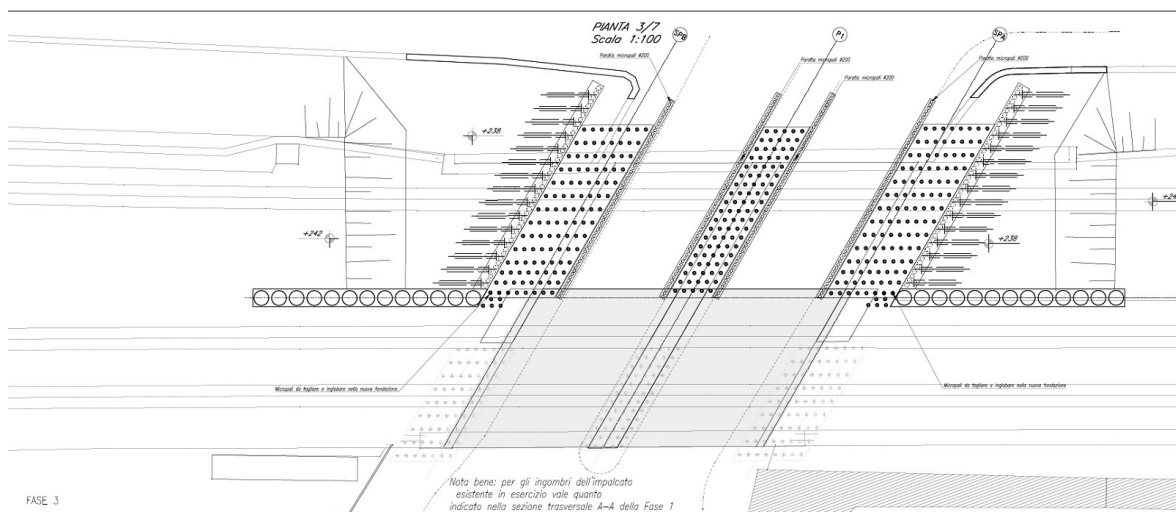 PIANTA 3/7
Scala 1:100
SPB
P1
SPA
Paratia micropali Ø200
Paratia micropali Ø200
Paratia micropali Ø200
Paratia micropali Ø200
+238
+242
+24
+238
Micropali da tagliare e inglobare nella nuova fondazione
Micropali da tagliare e inglobare nella nuova fondazione
Nota bene: per gli ingombri dell'impalcato
esistente in esercizio vale quanto
indicato nella sezione trasversale A-A della Fase 1
FASE 3